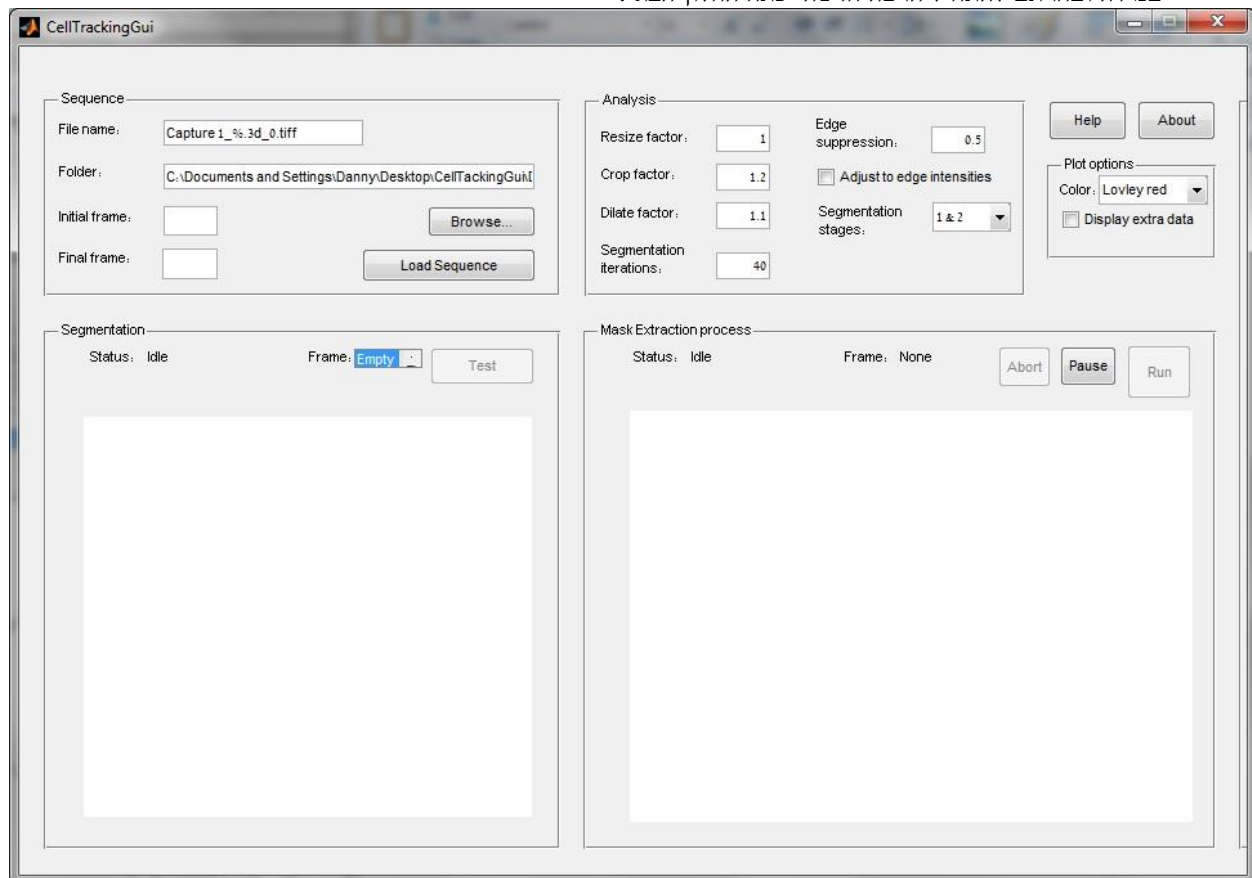 CellTrackingGui
Sequence
File name:
Capture 1_%.3d_0.tiff
Folder:
C:\Documents and Settings\Danny\Desktop\CellTackingGui\D
Initial frame:
Browse...
Final frame:
Load Sequence
Analysis
Resize factor: 1
Crop factor: 1.2
Dilate factor: 1.1
Segmentation
iterations: 40
Edge
suppression: 0.5
Adjust to edge intensities
Segmentation
stages: 1 & 2
Help
About
Plot options
Color: Lovley red
Display extra data
Segmentation
Status: Idle
Frame: Empty
Test
Mask Extraction process
Status: Idle
Frame: None
Abort
Pause
Run